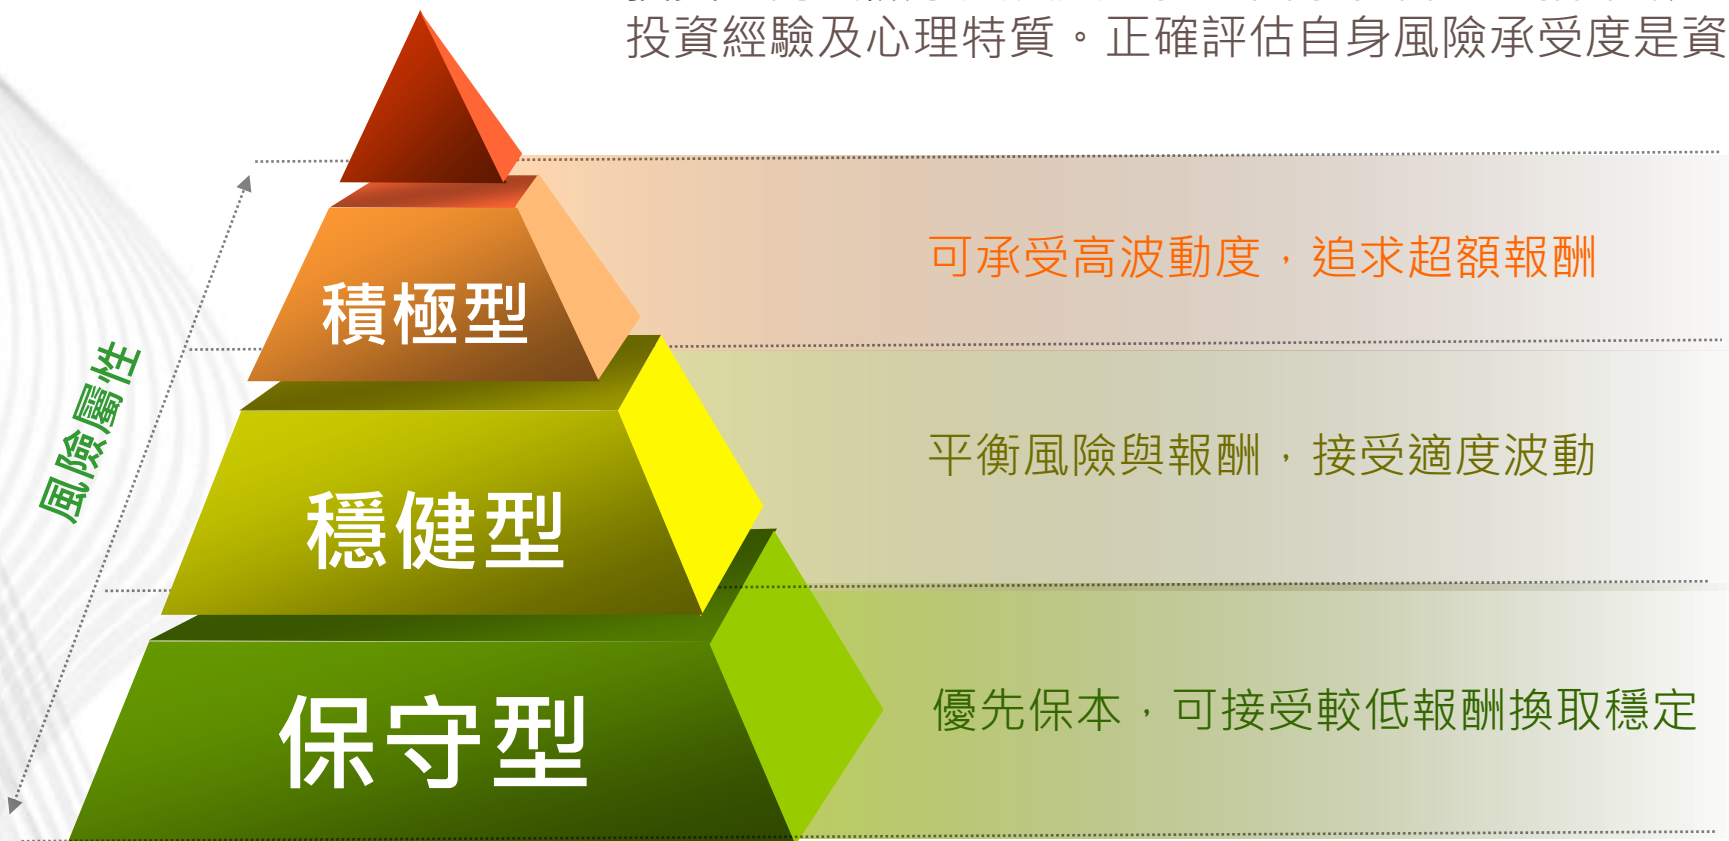 投資經驗及心理特質。正確評估自身風險承受度是資
可承受高波動度，追求超額報酬
積極型
風險屬性
平衡風險與報酬，接受適度波動
穩健型
優先保本，可接受較低報酬換取穩定
保守型